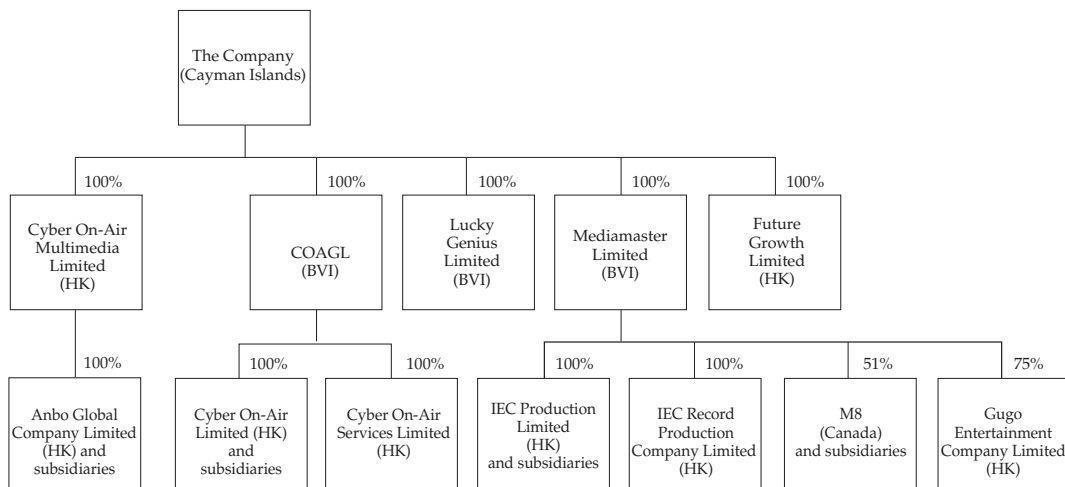 The Company
(Cayman Islands)
100%
100%
100%
100%
100%
Cyber On-Air
Multimedia
Limited
(HK)
COAGL
(BVI)
Lucky
Genius
Limited
(BVI)
Mediamaster
Limited
(BVI)
Future
Growth
Limited
(HK)
100%
100%
100%
100%
100%
51%
75%
Anbo Global
Company Limited
(HK) and
subsidiaries
Cyber On-Air
Limited (HK)
and
subsidiaries
Cyber On-Air
Services Limited
(HK)
IEC Production
Limited
(HK)
and subsidiaries
IEC Record
Production
Company Limited
(HK)
M8
(Canada)
and subsidiaries
Gugo
Entertainment
Company Limited
(HK)